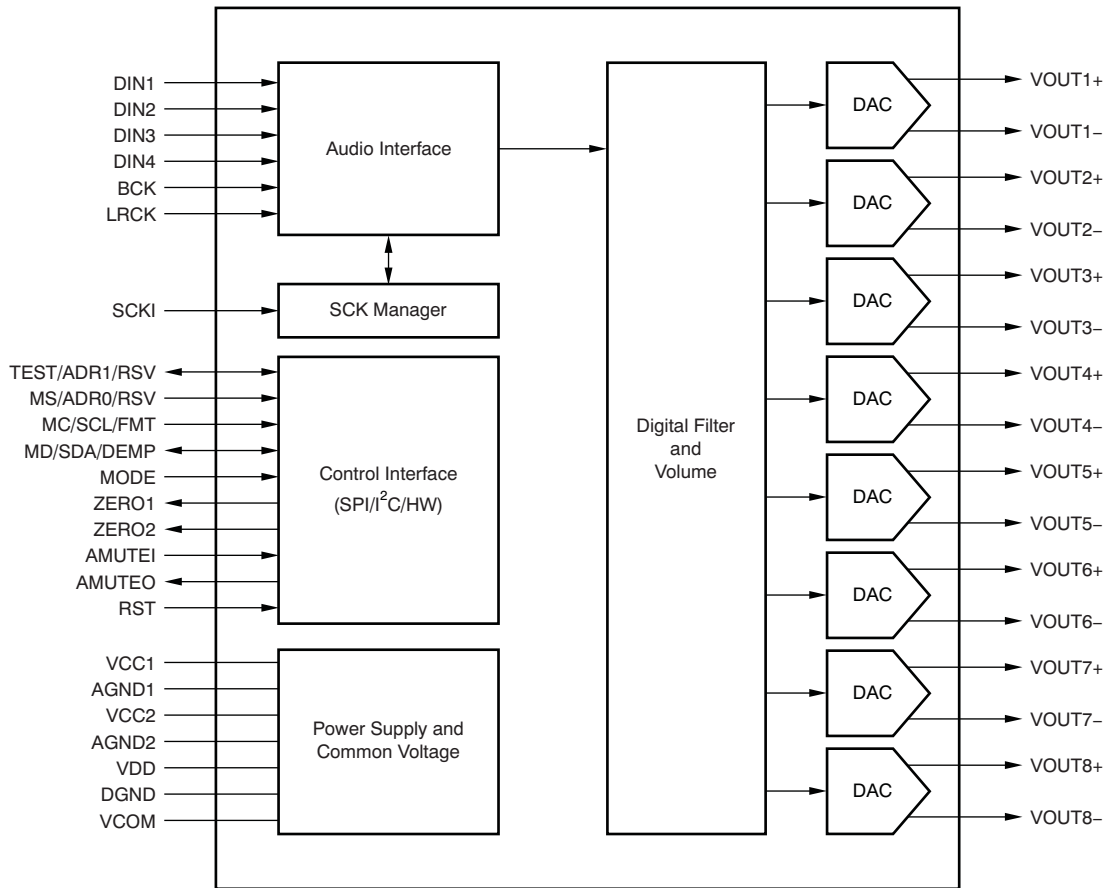 DIN1
DIN2
DIN3
DIN4
BCK
LRCK
Audio Interface
SCKI
SCK Manager
TEST/ADR1/RSV
MS/ADR0/RSV
MC/SCL/FMT
MD/SDA/DEMP
MODE
ZERO1
ZERO2
AMUTEI
AMUTEO
RST
Control Interface
(SPI/I²C/HW)
VCC1
AGND1
VCC2
AGND2
VDD
DGND
VCOM
Power Supply and
Common Voltage
Digital Filter
and
Volume
DAC
VOUT1+
VOUT1−
DAC
VOUT2+
VOUT2−
DAC
VOUT3+
VOUT3−
DAC
VOUT4+
VOUT4−
DAC
VOUT5+
VOUT5−
DAC
VOUT6+
VOUT6−
DAC
VOUT7+
VOUT7−
DAC
VOUT8+
VOUT8−